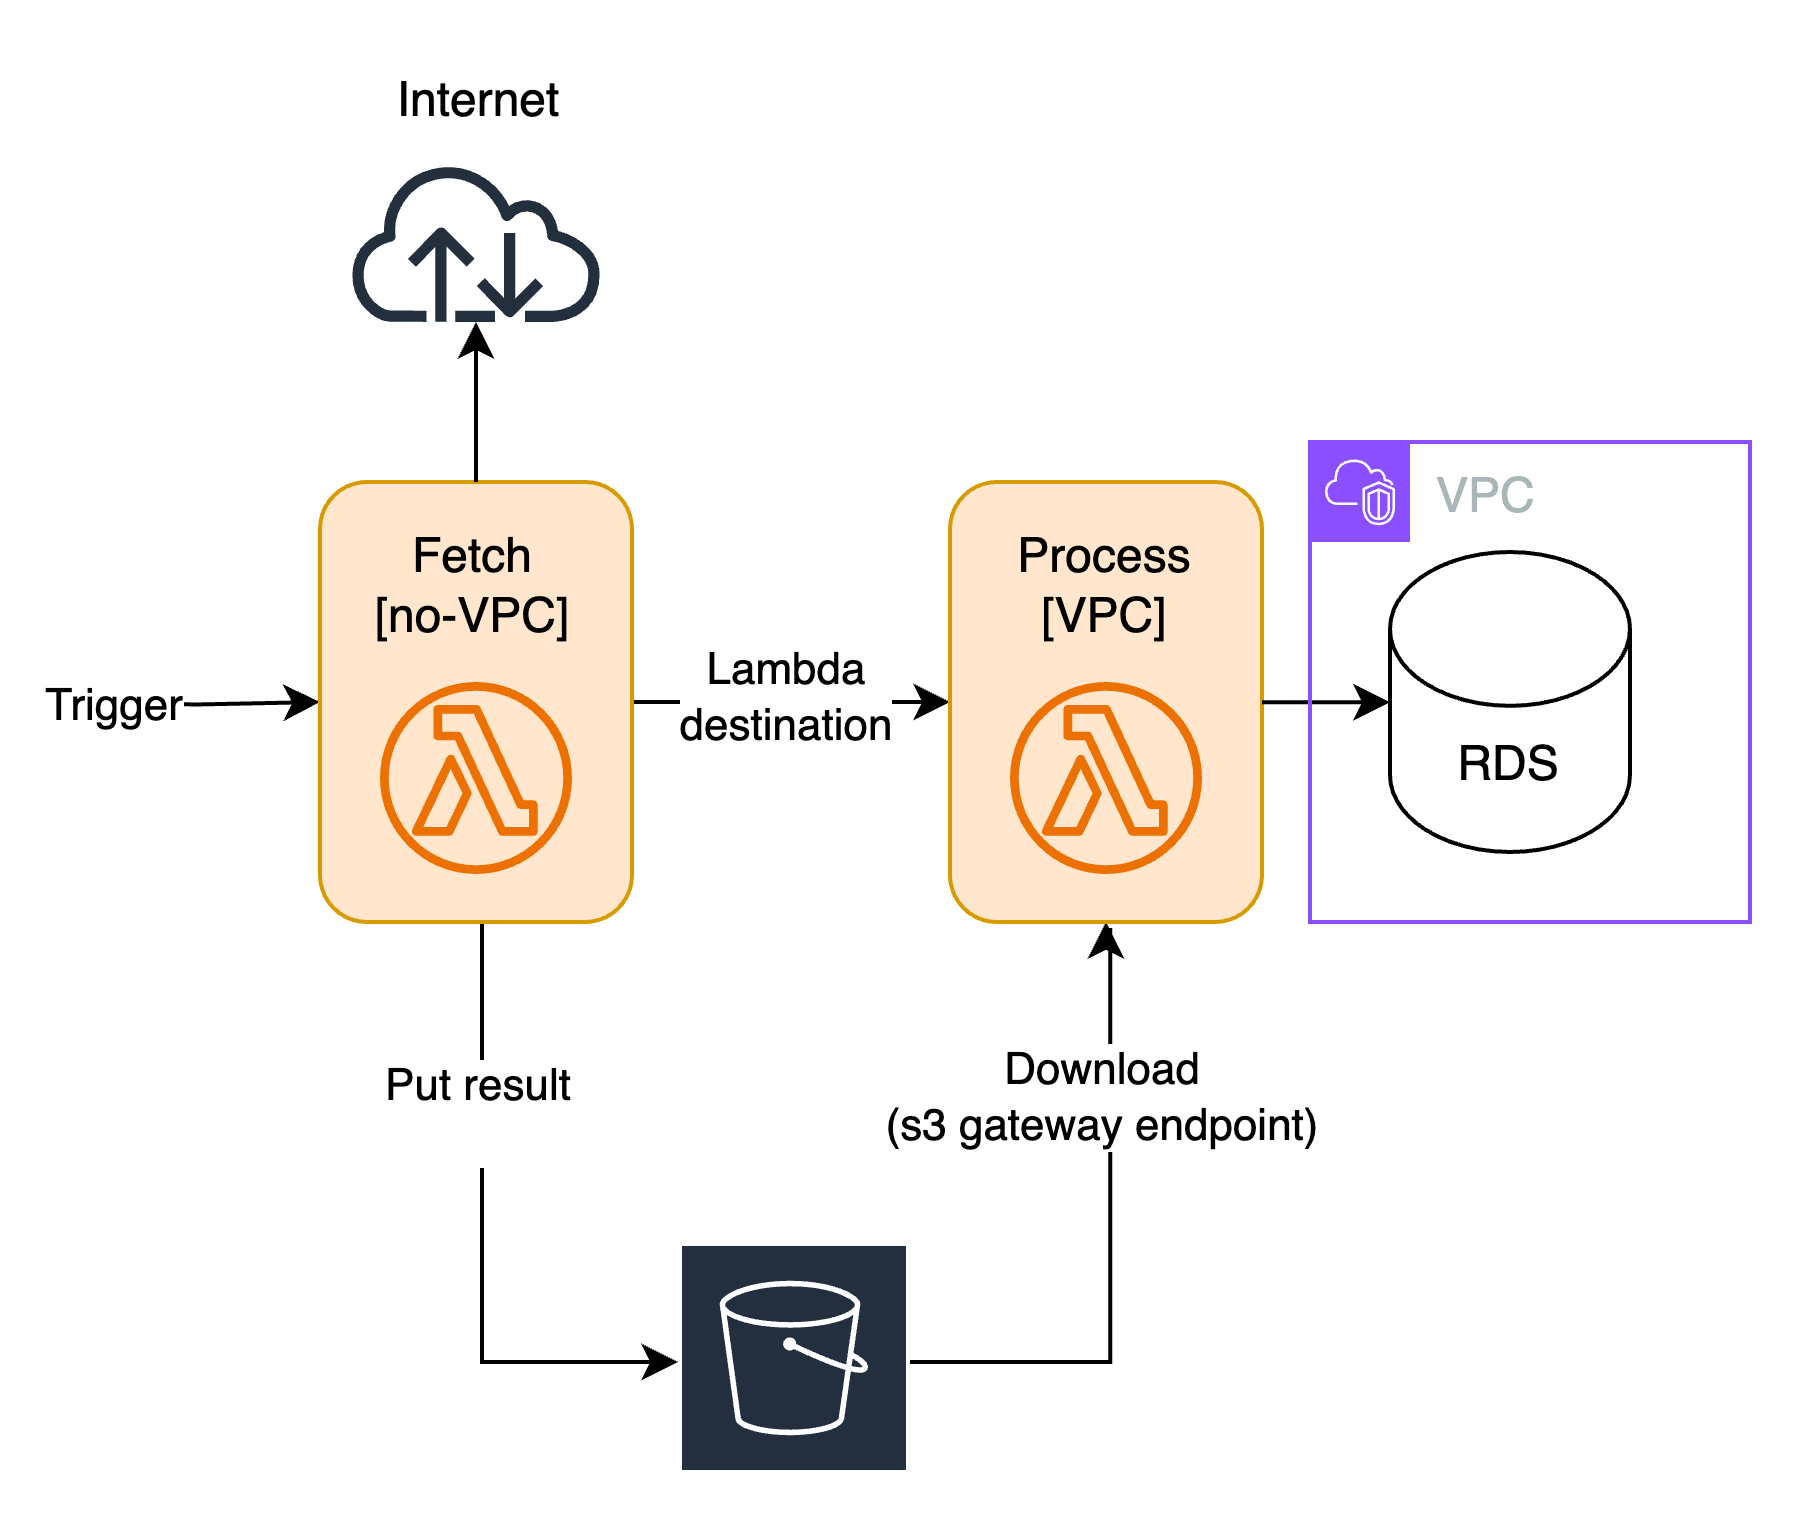 Internet
Fetch
[no-VPC]
Process
[VPC]
VPC
Trigger
Lambda
destination
RDS
Put result
Download
(s3 gateway endpoint)